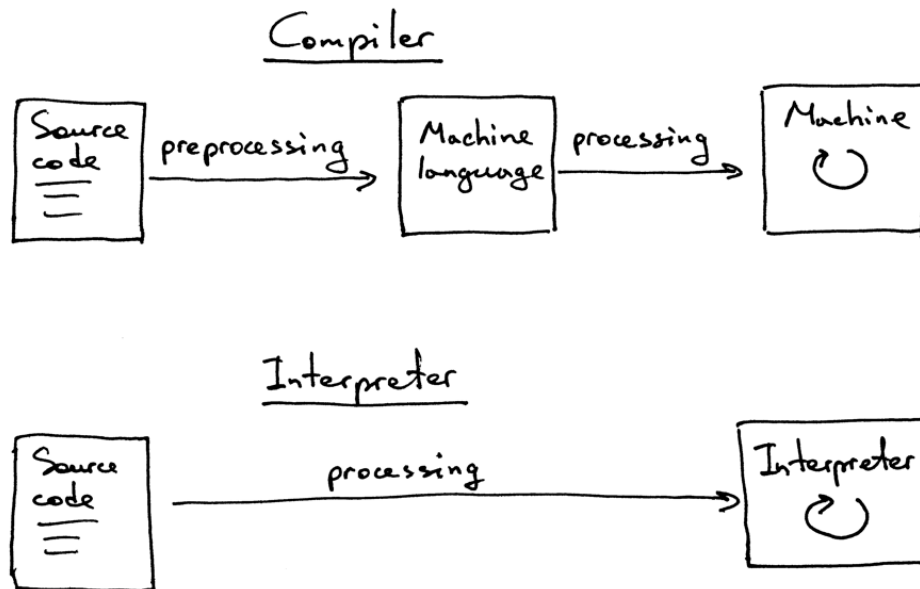 Compiler
Source
code
preprocessing
Machine
language
processing
Machine
Interpreter
Source
code
processing
Interpreter